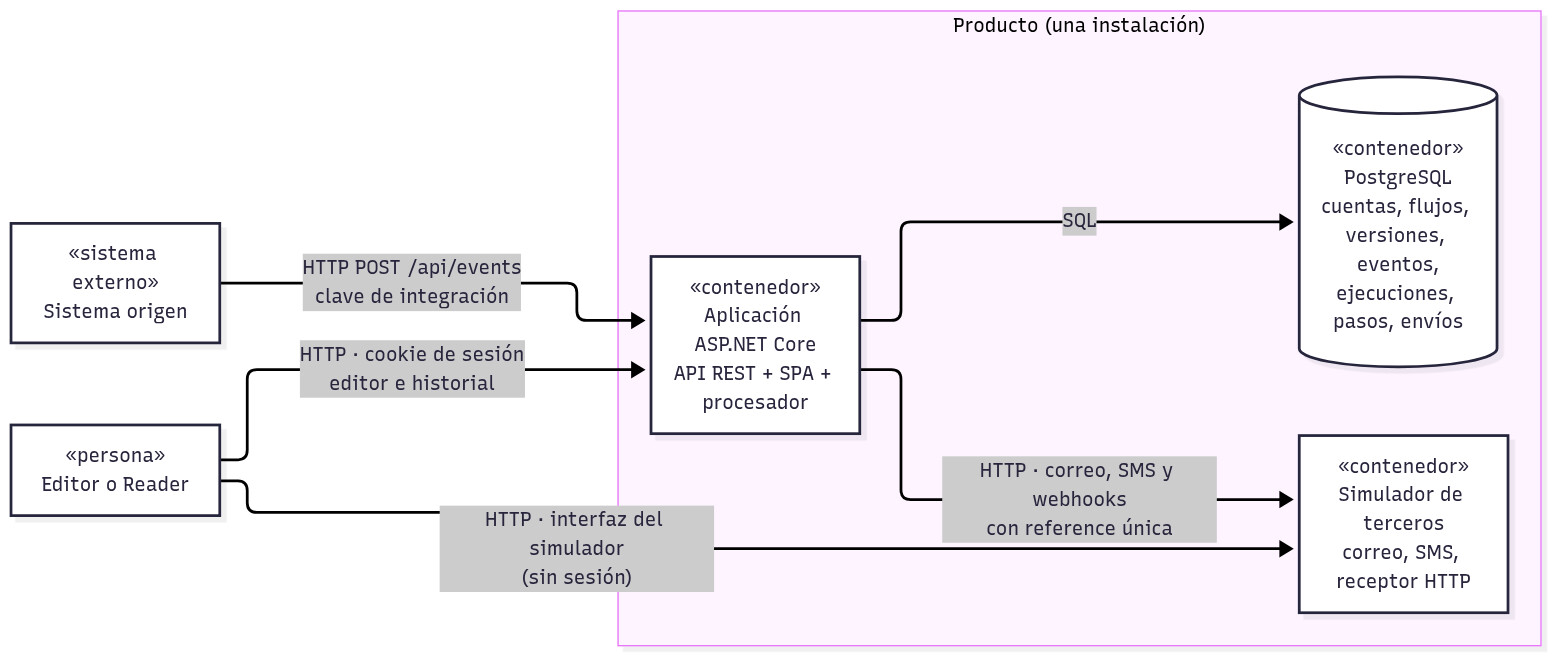 Producto (una instalación)
«sistema
externo»
Sistema origen
HTTP POST /api/events
clave de integración
HTTP · cookie de sesión
editor e historial
«persona»
Editor o Reader
HTTP · interfaz del
simulador
(sin sesión)
«contenedor»
Aplicación
ASP.NET Core
API REST + SPA +
procesador
SQL
HTTP · correo, SMS y
webhooks
con reference única
«contenedor»
PostgreSQL
cuentas, flujos,
versiones,
eventos,
ejecuciones,
pasos, envíos
«contenedor»
Simulador de
terceros
correo, SMS,
receptor HTTP